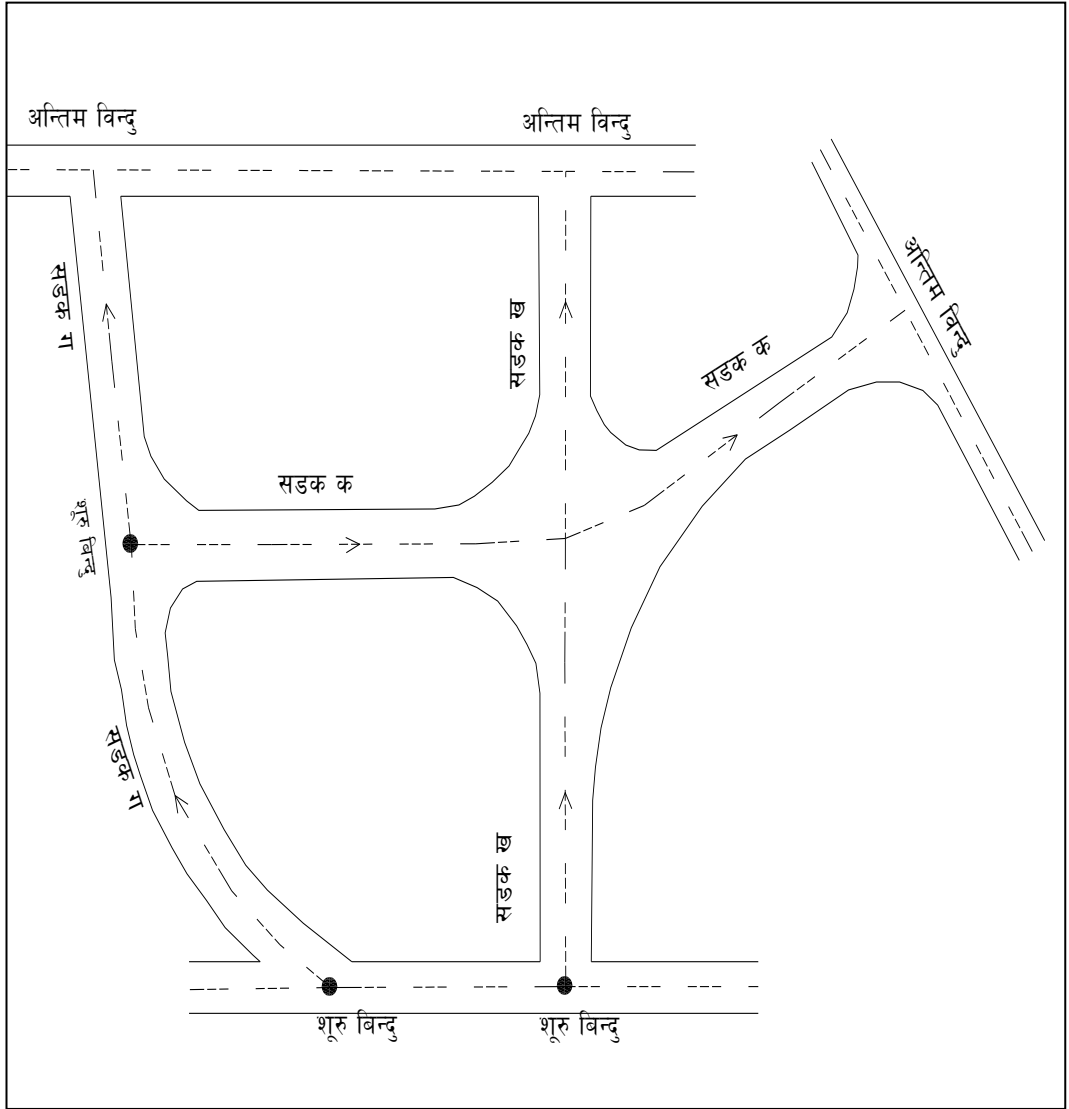 अन्तिम विन्दु
अन्तिम विन्दु
अन्तिम विन्दु
सडक ग
सडक ख
सडक क
सडक क
शूरु विन्दु
सडक ग
सडक ख
शूरु बिन्दु
शूरु बिन्दु